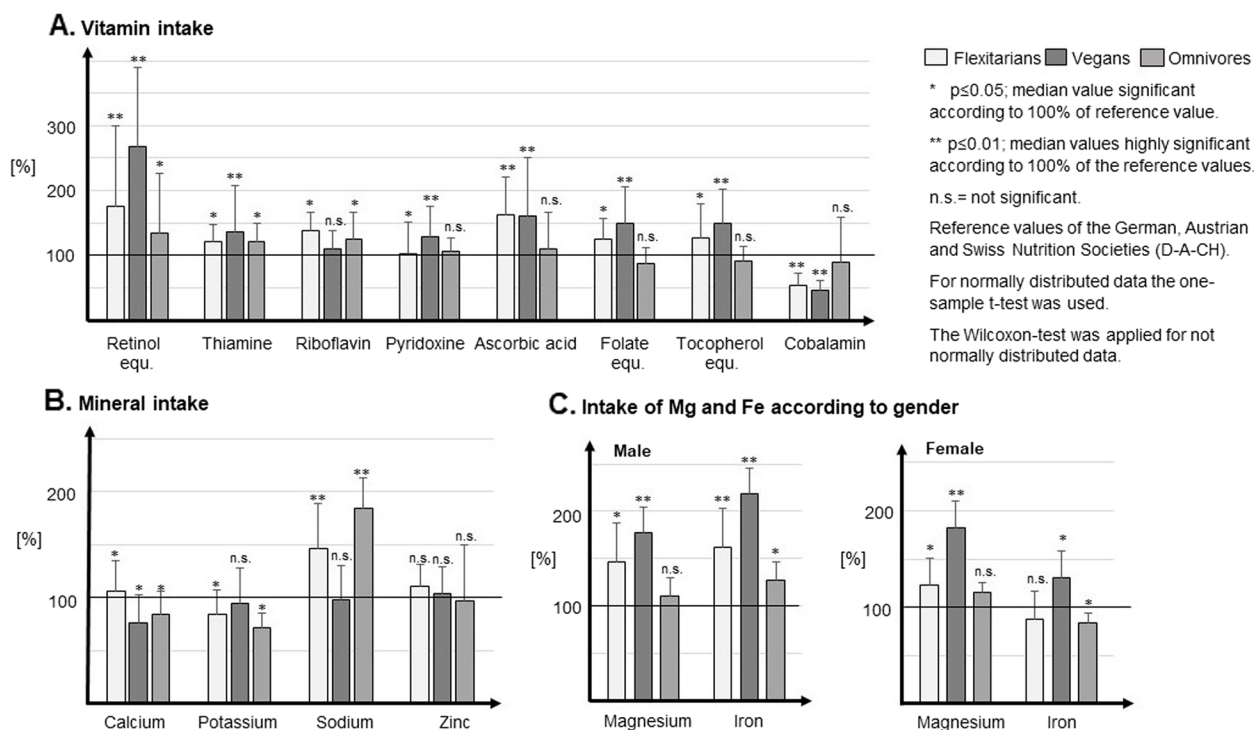 A. Vitamin intake
[%]
300
200
100
** ** *
* ** *
* n.s. *
* ** n.s.
** ** n.s.
* ** n.s.
* ** n.s.
** ** n.s.
Retinol equ.
Thiamine
Riboflavin
Pyridoxine
Ascorbic acid
Folate equ.
Tocopherol equ.
Cobalamin
Flexitarians Vegans Omnivores
* p≤0.05; median value significant
according to 100% of reference value.
** p≤0.01; median values highly significant
according to 100% of the reference values.
n.s.= not significant.
Reference values of the German, Austrian
and Swiss Nutrition Societies (D-A-CH).
For normally distributed data the one-
sample t-test was used.
The Wilcoxon-test was applied for not
normally distributed data.
B. Mineral intake
[%]
200
100
* * *
* n.s. *
** n.s. **
n.s. n.s. n.s.
Calcium Potassium Sodium Zinc
C. Intake of Mg and Fe according to gender
Male
[%]
200
100
* ** n.s.
** ** *
Magnesium Iron
Female
[%]
200
100
* ** n.s.
n.s. * *
Magnesium Iron